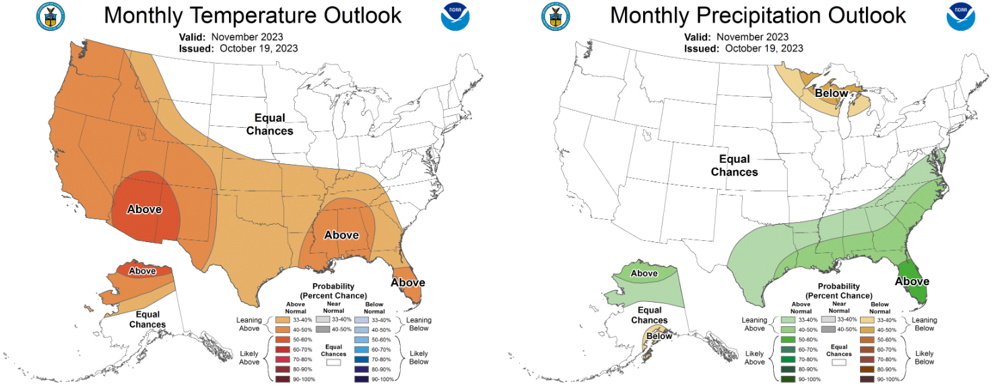 Monthly Temperature Outlook
NOAA
Valid: November 2023
Issued: October 19, 2023
Equal
Chances
Above
Above
Above
Above
Equal
Chances
Probability
(Percent Chance)
Above
Normal
Near
Normal
Below
Normal
Leaning
Above
33-40%
33-40%
33-40%
Leaning
Below
40-50%
40-50%
40-50%
Likely
Above
50-60%
50-60%
Likely
Below
60-70%
Equal
Chances
60-70%
70-80%
70-80%
80-90%
80-90%
90-100%
90-100%
Monthly Precipitation Outlook
NOAA
Valid: November 2023
Issued: October 19, 2023
Below
Equal
Chances
Above
Above
Equal
Chances
Below
Probability
(Percent Chance)
Above
Normal
Near
Normal
Below
Normal
Leaning
Above
33-40%
33-40%
33-40%
Leaning
Below
40-50%
40-50%
40-50%
Likely
Above
50-60%
50-60%
Likely
Below
60-70%
Equal
Chances
60-70%
70-80%
70-80%
80-90%
80-90%
90-100%
90-100%